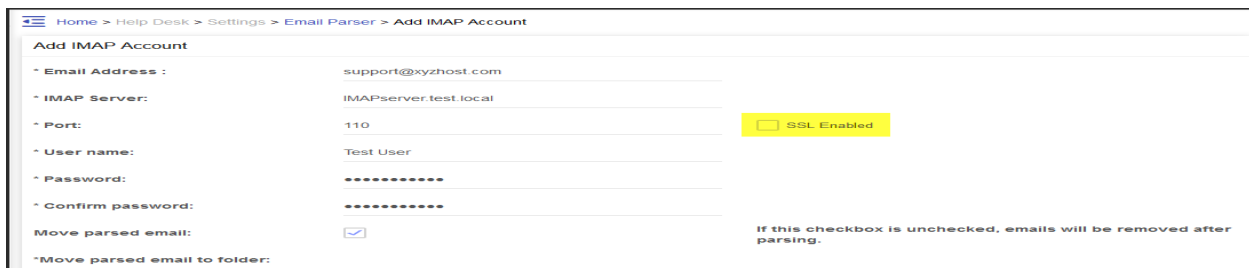 Home > Help Desk > Settings > Email Parser > Add IMAP Account
Add IMAP Account
* Email Address : support@xyzhost.com
* IMAP Server: IMAPserver.test.local
* Port: 110 SSL Enabled
* User name: Test User
* Password: •••••••••••
* Confirm password: •••••••••••
Move parsed email: If this checkbox is unchecked, emails will be removed after
parsing.
*Move parsed email to folder: